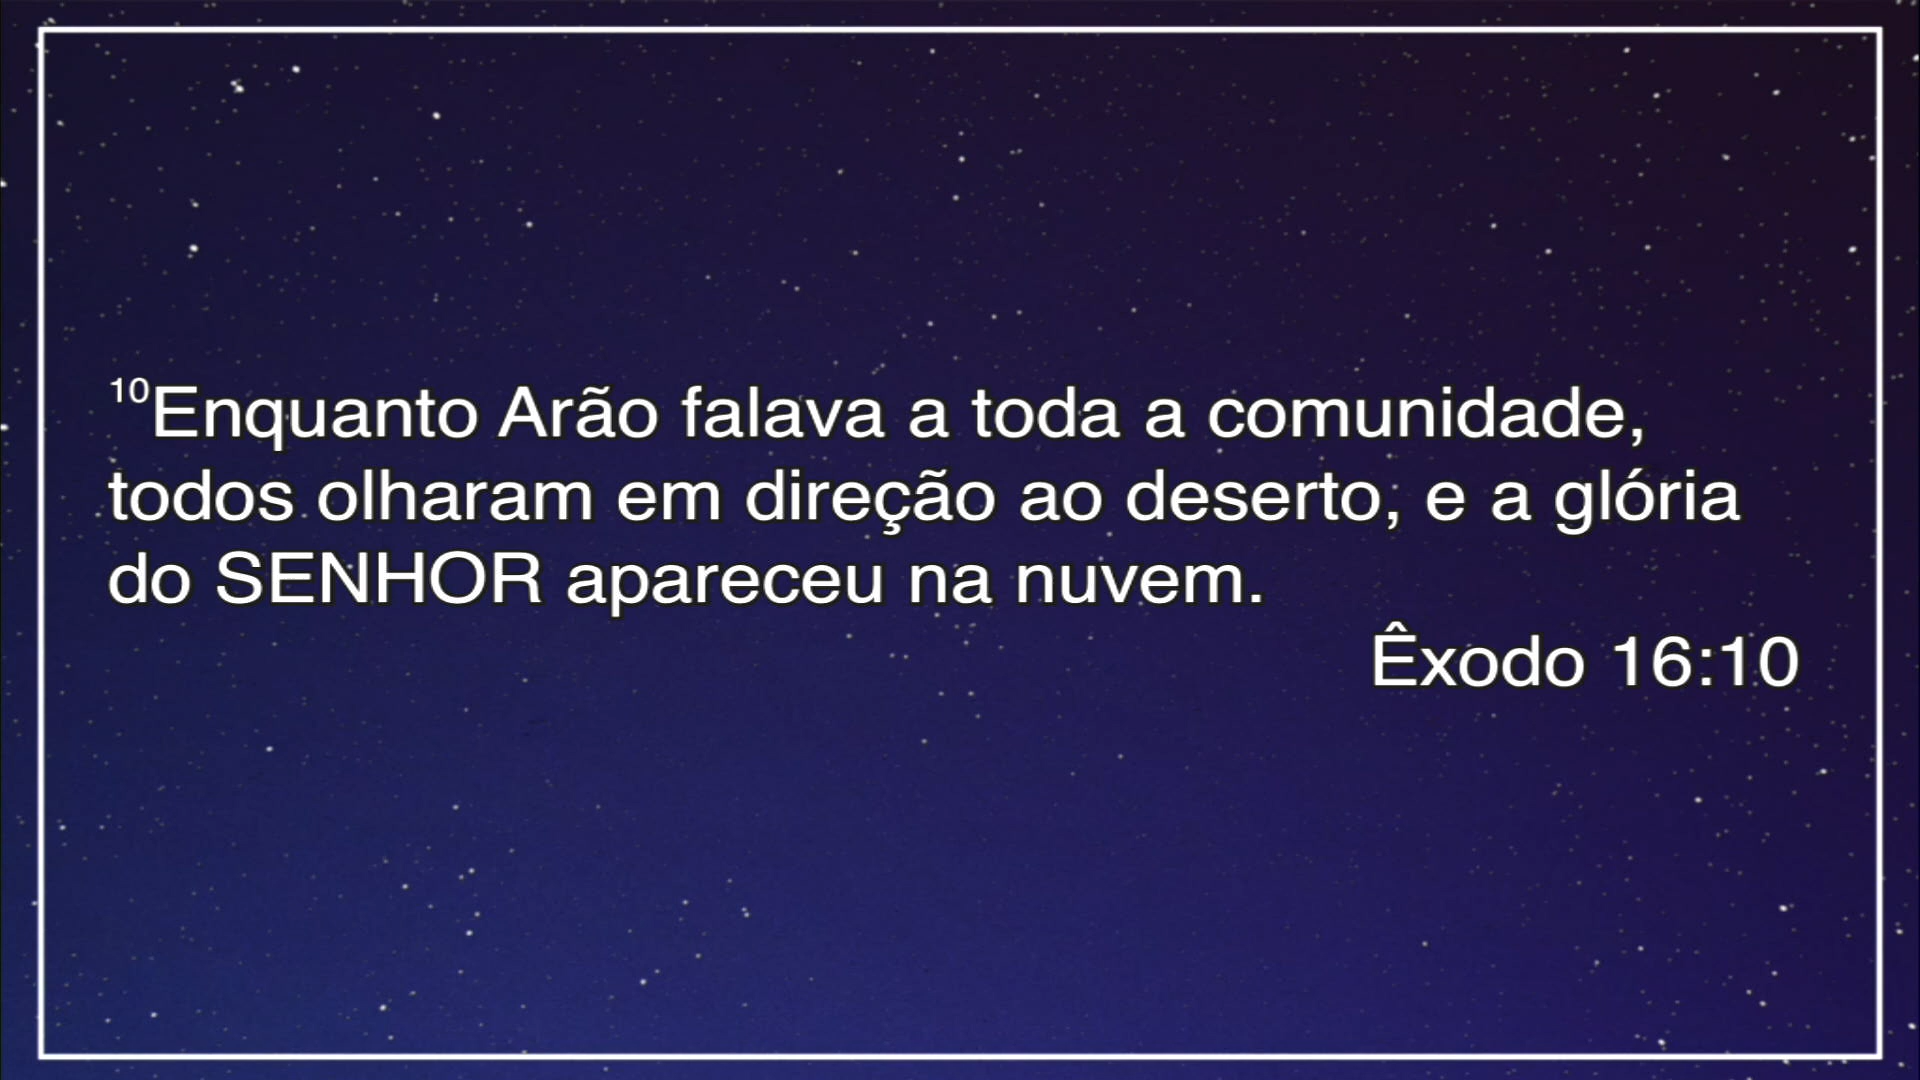 10Enquanto Arão falava a toda a comunidade,
todos olharam em direção ao deserto, e a glória
do SENHOR apareceu na nuvem.
Êxodo 16:10